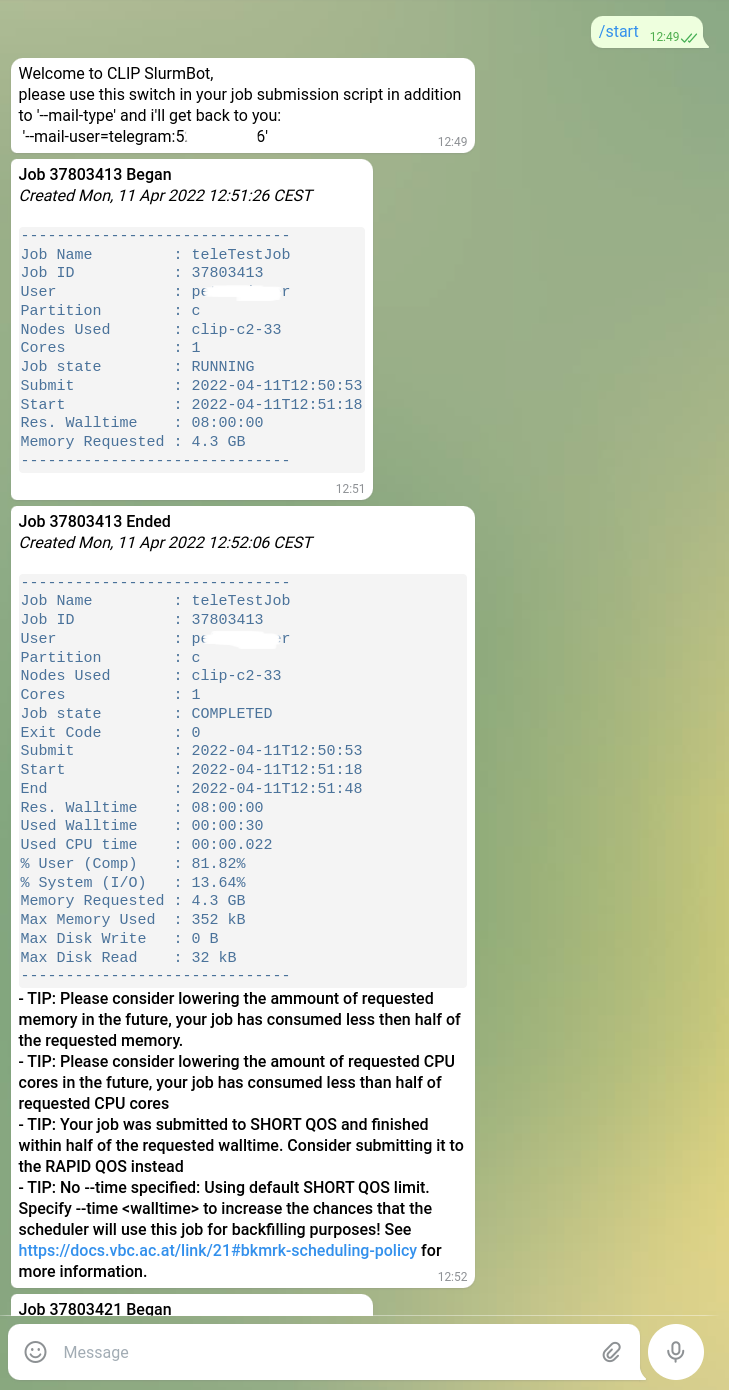 /start 12:49
Welcome to CLIP SlurmBot,
please use this switch in your job submission script in addition
to '--mail-type' and i'll get back to you:
'--mail-user=telegram:5 6'
12:49
Job 37803413 Began
Created Mon, 11 Apr 2022 12:51:26 CEST
------------------------------
Job Name : teleTestJob
Job ID : 37803413
User : pe r
Partition : c
Nodes Used : clip-c2-33
Cores : 1
Job state : RUNNING
Submit : 2022-04-11T12:50:53
Start : 2022-04-11T12:51:18
Res. Walltime : 08:00:00
Memory Requested : 4.3 GB
------------------------------
12:51
Job 37803413 Ended
Created Mon, 11 Apr 2022 12:52:06 CEST
------------------------------
Job Name : teleTestJob
Job ID : 37803413
User : pe r
Partition : c
Nodes Used : clip-c2-33
Cores : 1
Job state : COMPLETED
Exit Code : 0
Submit : 2022-04-11T12:50:53
Start : 2022-04-11T12:51:18
End : 2022-04-11T12:51:48
Res. Walltime : 08:00:00
Used Walltime : 00:00:30
Used CPU time : 00:00.022
% User (Comp) : 81.82%
% System (I/O) : 13.64%
Memory Requested : 4.3 GB
Max Memory Used : 352 kB
Max Disk Write : 0 B
Max Disk Read : 32 kB
------------------------------
- TIP: Please consider lowering the ammount of requested
memory in the future, your job has consumed less then half of
the requested memory.
- TIP: Please consider lowering the amount of requested CPU
cores in the future, your job has consumed less than half of
requested CPU cores
- TIP: Your job was submitted to SHORT QOS and finished
within half of the requested walltime. Consider submitting it to
the RAPID QOS instead
- TIP: No --time specified: Using default SHORT QOS limit.
Specify --time <walltime> to increase the chances that the
scheduler will use this job for backfilling purposes! See
https://docs.vbc.ac.at/link/21#bkmrk-scheduling-policy for
more information.
12:52
Job 37803421 Began
Message